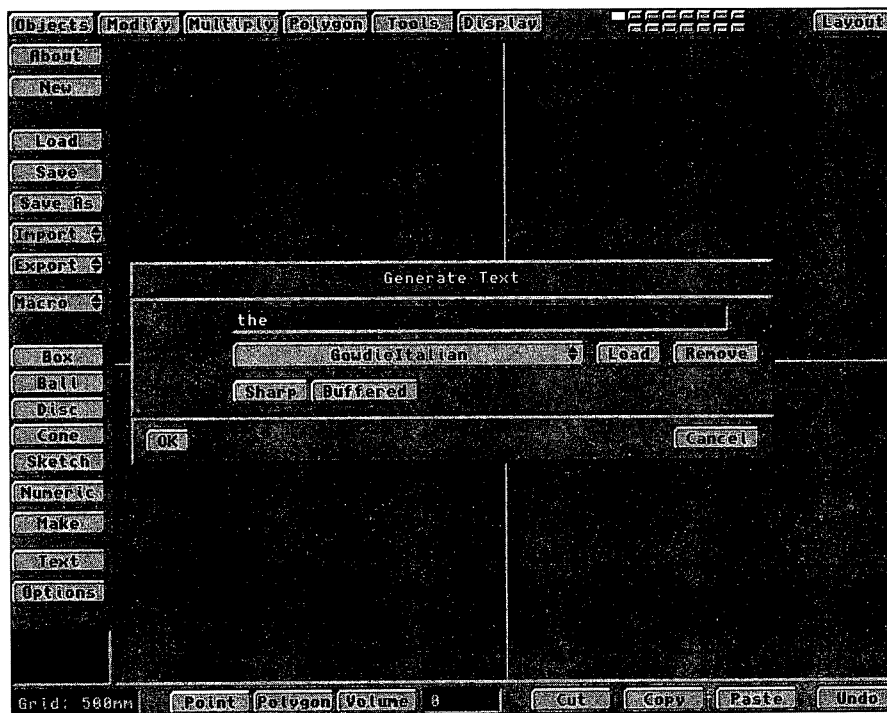 Objects Modify Multiply Polygon Tools Display Layout
About
New
Load
Save
Save As
Import
Export
Macro
Generate Text
the
GowdieItalian Load Remove
Sharp Buffered
OK Cancel
Box
Ball
Disc
Cone
Sketch
Numeric
Make
Text
Options
Grid: 500mm Point Polygon Volume 0 Cut Copy Paste Undo